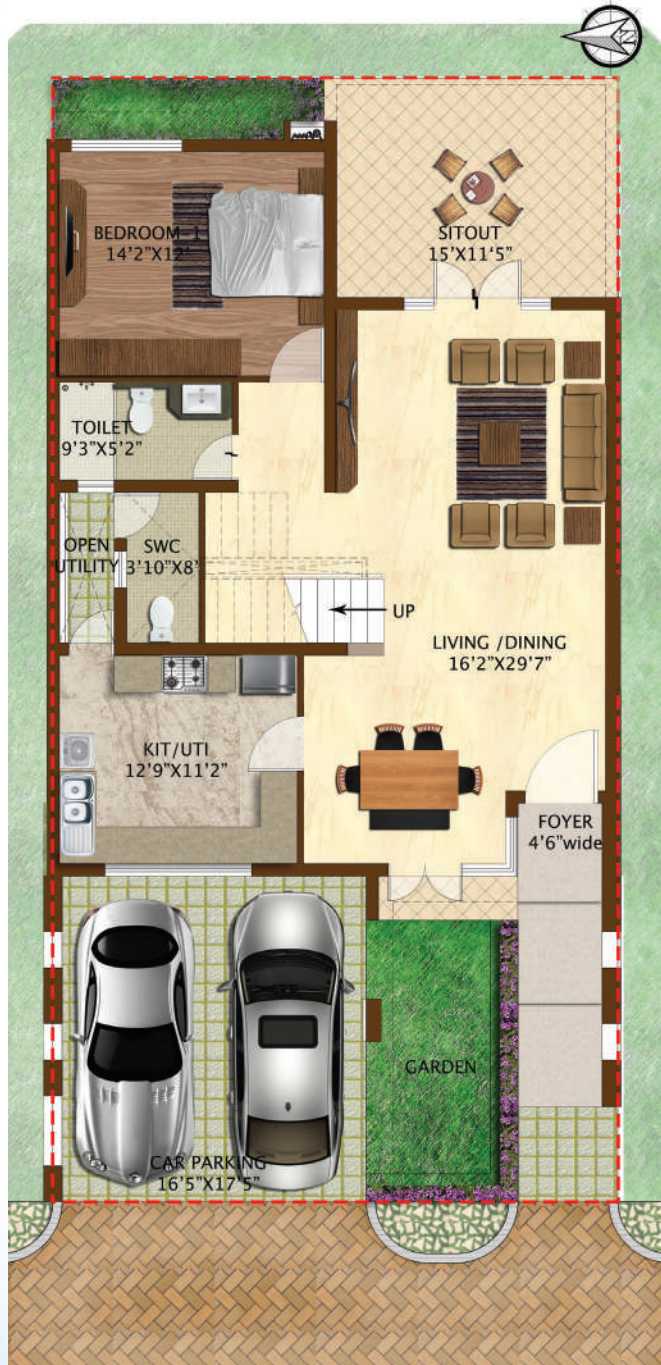 N
BEDROOM-1
14'2"X12'
SITOUT
15'X11'5"
TOILET
9'3"X5'2"
OPEN
UTILITY
SWC
3'10"X8'
UP
LIVING /DINING
16'2"X29'7"
KIT/UTI
12'9"X11'2"
FOYER
4'6"wide
GARDEN
CAR PARKING
16'5"X17'5"